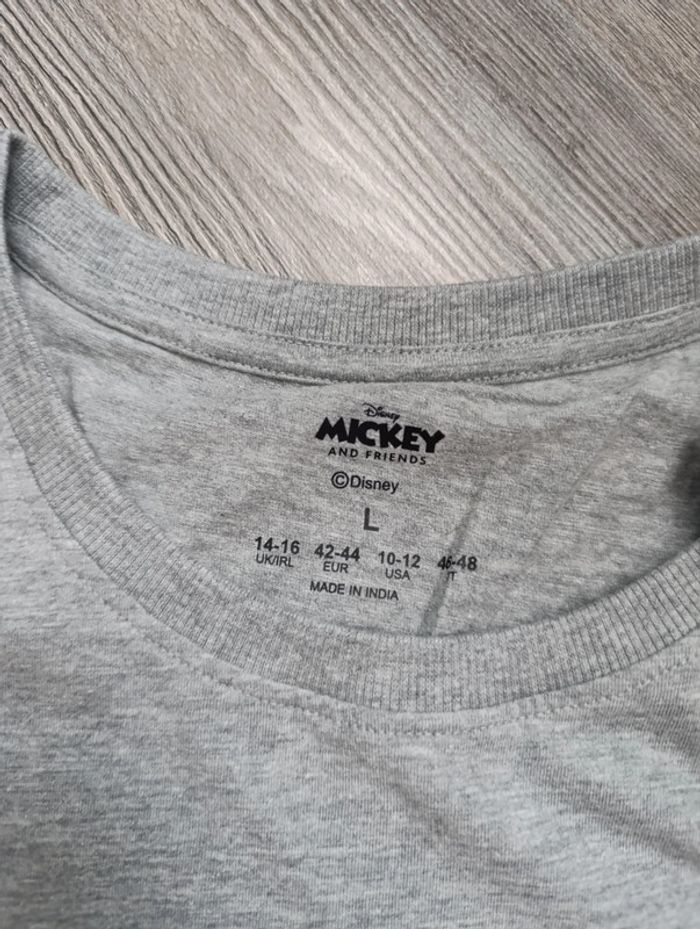 Disney
MICKEY
AND FRIENDS
©Disney
L
14-16 42-44 10-12 46-48
UK/IRL EUR USA IT
MADE IN INDIA